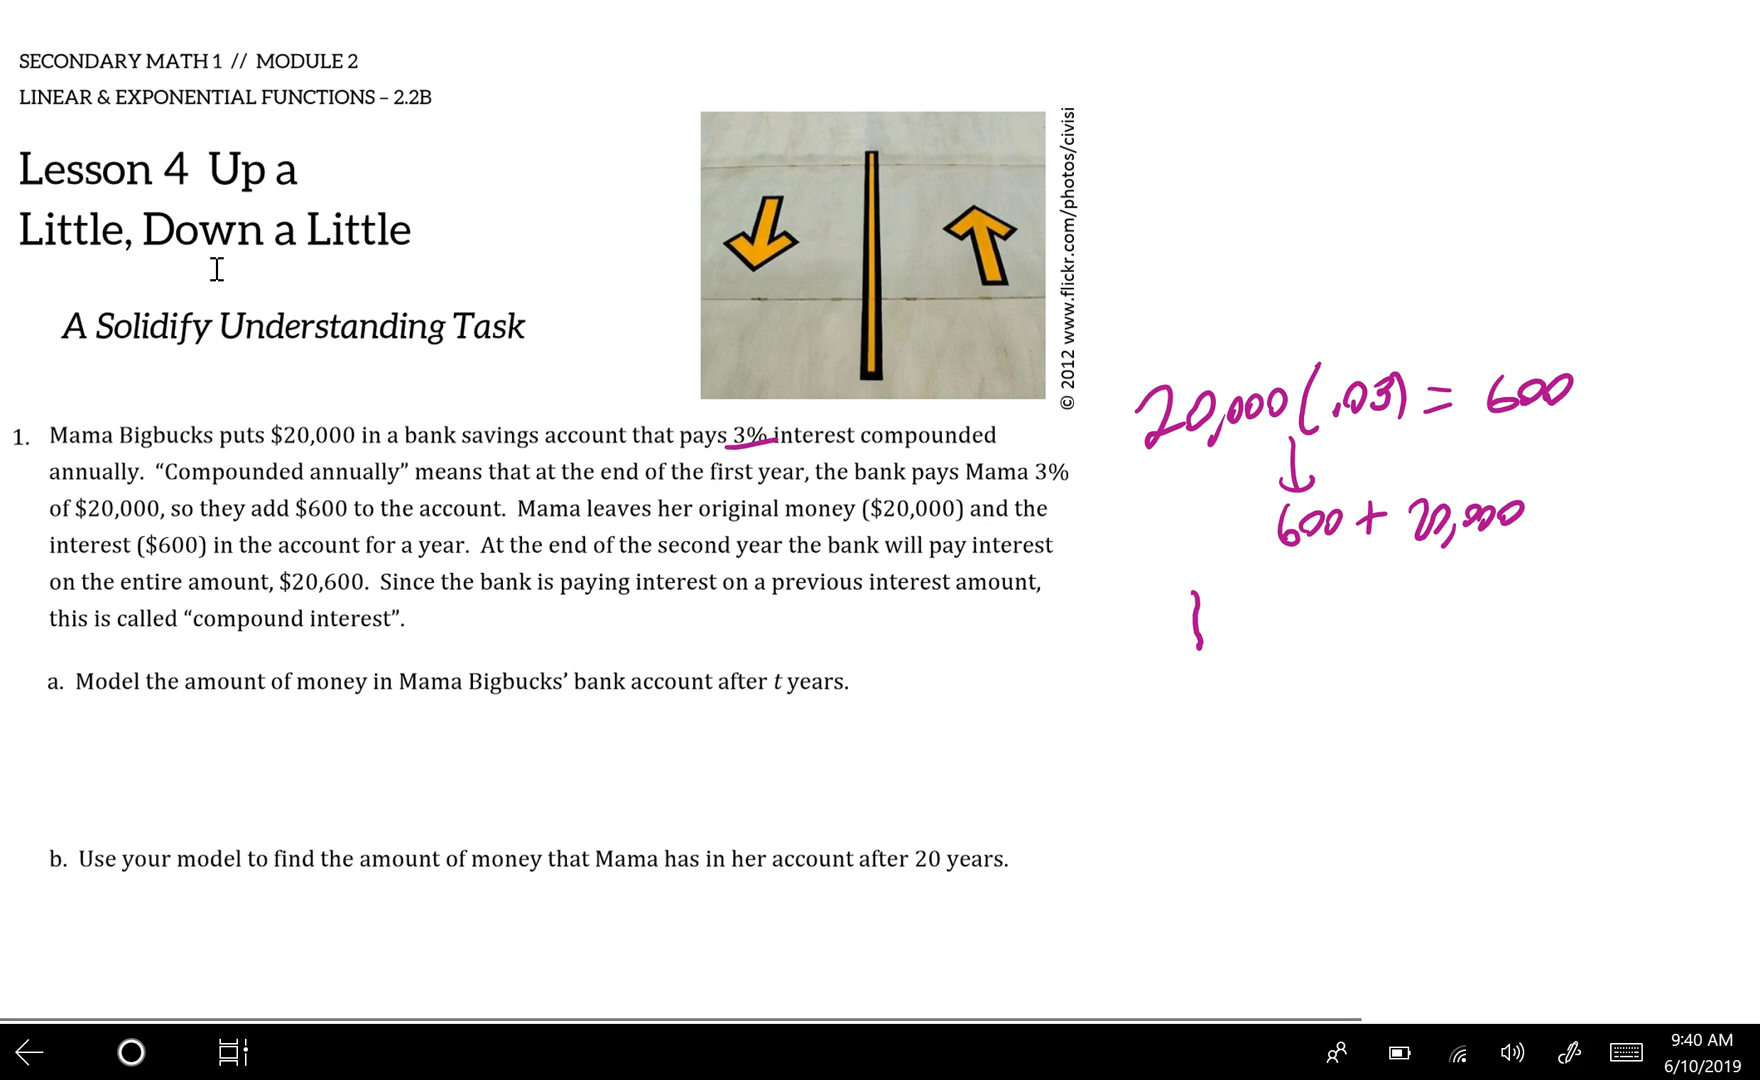 SECONDARY MATH 1 // MODULE 2
LINEAR & EXPONENTIAL FUNCTIONS – 2.2B
Lesson 4 Up a
Little, Down a Little
A Solidify Understanding Task
© 2012 www.flickr.com/photos/civisi
1. Mama Bigbucks puts $20,000 in a bank savings account that pays 3% interest compounded
annually. “Compounded annually” means that at the end of the first year, the bank pays Mama 3%
of $20,000, so they add $600 to the account. Mama leaves her original money ($20,000) and the
interest ($600) in the account for a year. At the end of the second year the bank will pay interest
on the entire amount, $20,600. Since the bank is paying interest on a previous interest amount,
this is called “compound interest”.
20,000(.03) = 600
↓
600 + 20,000
a. Model the amount of money in Mama Bigbucks’ bank account after t years.
b. Use your model to find the amount of money that Mama has in her account after 20 years.
9:40 AM
6/10/2019